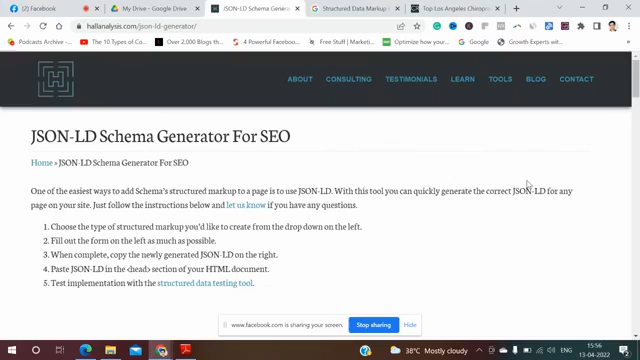 (2) Facebook
My Drive - Google Drive
JSON-LD Schema Generator For SEO
Structured Data Markup
Top Los Angeles Chiropr
hallanalysis.com/json-ld-generator/
Podcasts Archives -...
The 10 Types of Co...
Over 2,000 Blogs T...
4 Powerful Facebook...
Free Stuff | Marketi...
Optimize how your...
Google
Growth Experts wit...
H
ABOUT CONSULTING TESTIMONIALS LEARN TOOLS BLOG CONTACT
JSON-LD Schema Generator For SEO
Home » JSON-LD Schema Generator For SEO
One of the easiest ways to add Schema's structured markup to a page is to use JSON-LD. With this tool you can quickly generate the correct JSON-LD for any
page on your site. Just follow the instructions below and let us know if you have any questions.
1. Choose the type of structured markup you'd like to create from the drop down on the left.
2. Fill out the form on the left as much as possible.
3. When complete, copy the newly generated JSON-LD on the right.
4. Paste JSON-LD in the <head> section of your HTML document.
5. Test implementation with the structured data testing tool.
www.facebook.com is sharing your screen.
Stop sharing
Hide
38°C Mostly cloudy
ENG
15:56
13-04-2022